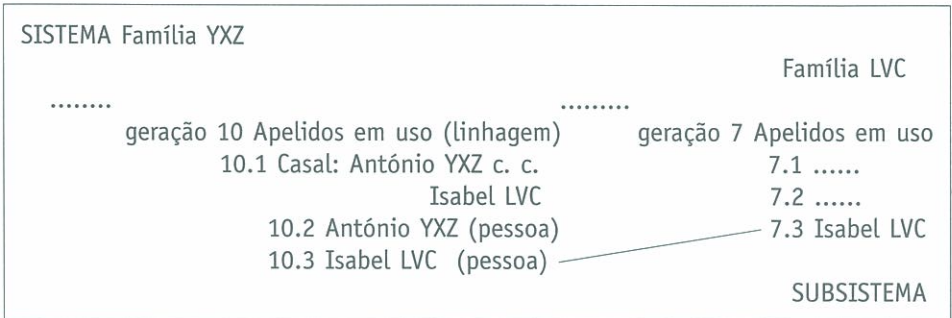 SISTEMA Família YXZ
Família LVC
........ .........
geração 10 Apelidos em uso (linhagem) geração 7 Apelidos em uso
10.1 Casal: António YXZ c. c. 7.1 ......
Isabel LVC 7.2 ......
10.2 António YXZ (pessoa) 7.3 Isabel LVC
10.3 Isabel LVC (pessoa)
SUBSISTEMA